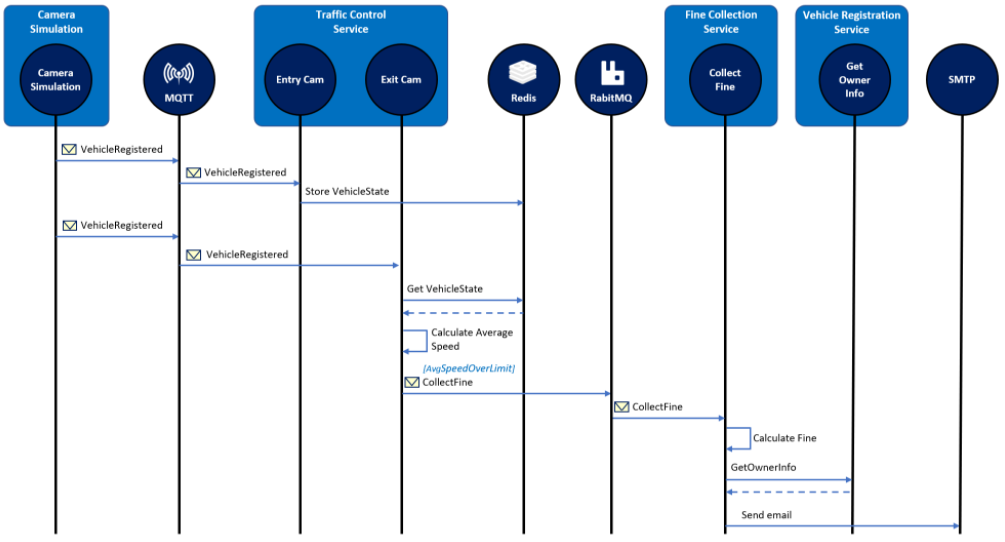 Camera
Simulation
Traffic Control
Service
Fine Collection
Service
Vehicle Registration
Service
Camera
Simulation
MQTT
Entry Cam
Exit Cam
Redis
RabitMQ
Collect
Fine
Get
Owner
Info
SMTP
VehicleRegistered
VehicleRegistered
Store VehicleState
VehicleRegistered
VehicleRegistered
Get VehicleState
Calculate Average
Speed
[AvgSpeedOverLimit]
CollectFine
CollectFine
Calculate Fine
GetOwnerInfo
Send email